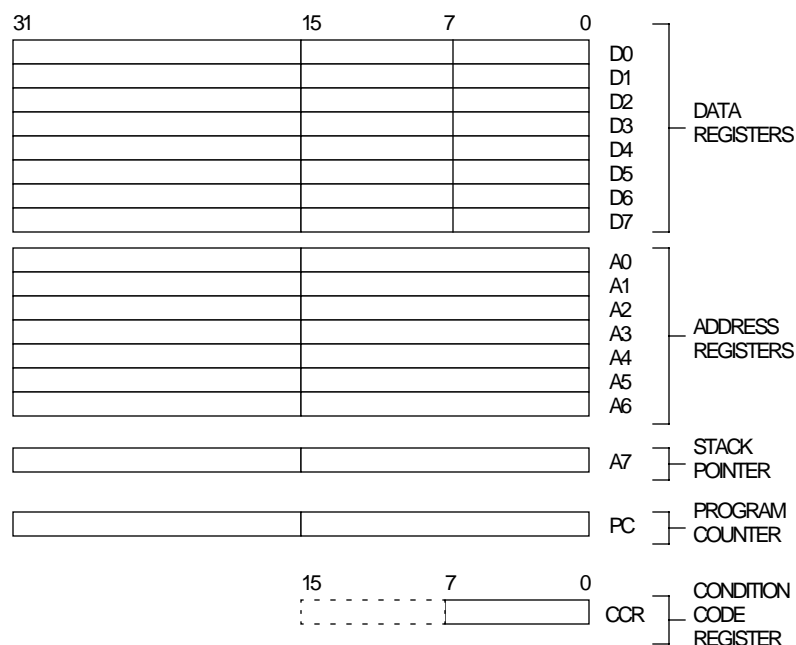 31 15 7 0
D0
D1
D2
D3
D4
D5
D6
D7
DATA
REGISTERS
A0
A1
A2
A3
A4
A5
A6
ADDRESS
REGISTERS
A7
STACK
POINTER
PC
PROGRAM
COUNTER
15 7 0
CCR
CONDITION
CODE
REGISTER